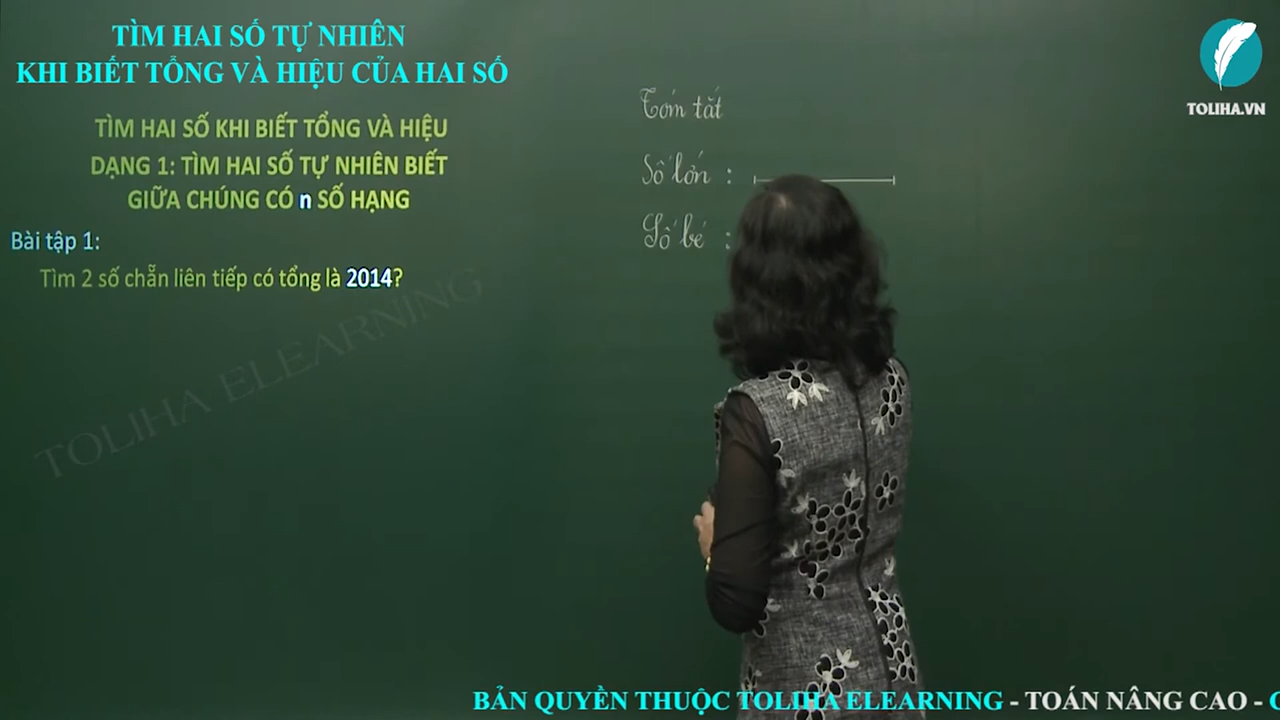 TÌM HAI SỐ TỰ NHIÊN
KHI BIẾT TỔNG VÀ HIỆU CỦA HAI SỐ
TÌM HAI SỐ KHI BIẾT TỔNG VÀ HIỆU
DẠNG 1: TÌM HAI SỐ TỰ NHIÊN BIẾT
GIỮA CHÚNG CÓ n SỐ HẠNG
Bài tập 1:
Tìm 2 số chẵn liên tiếp có tổng là 2014?
TOLIHA ELEARNING
Tóm tắt
Số lớn :
Số bé :
TOLIHA.VN
BẢN QUYỀN THUỘC TOLIHA ELEARNING - TOÁN NÂNG CAO -